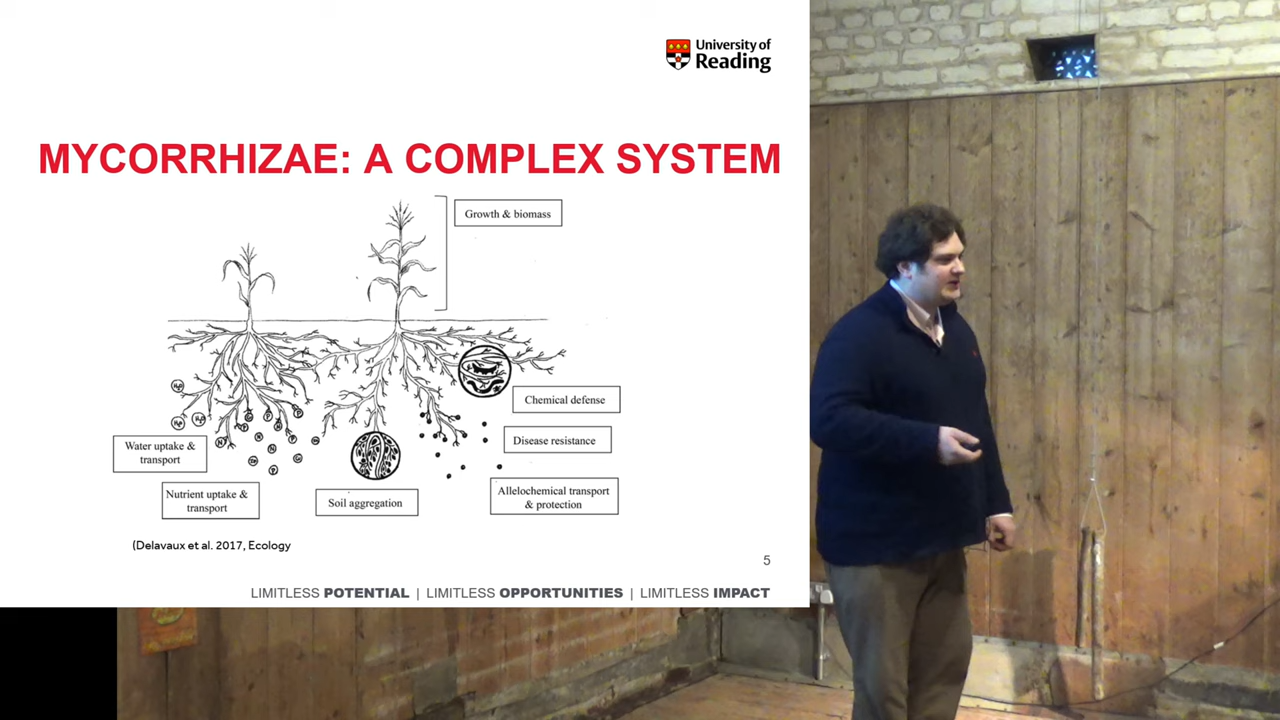 University of
Reading
MYCORRHIZAE: A COMPLEX SYSTEM
Growth & biomass
Chemical defense
Disease resistance
Water uptake &
transport
Nutrient uptake &
transport
Soil aggregation
Allelochemical transport
& protection
(Delavaux et al. 2017, Ecology
5
LIMITLESS POTENTIAL | LIMITLESS OPPORTUNITIES | LIMITLESS IMPACT